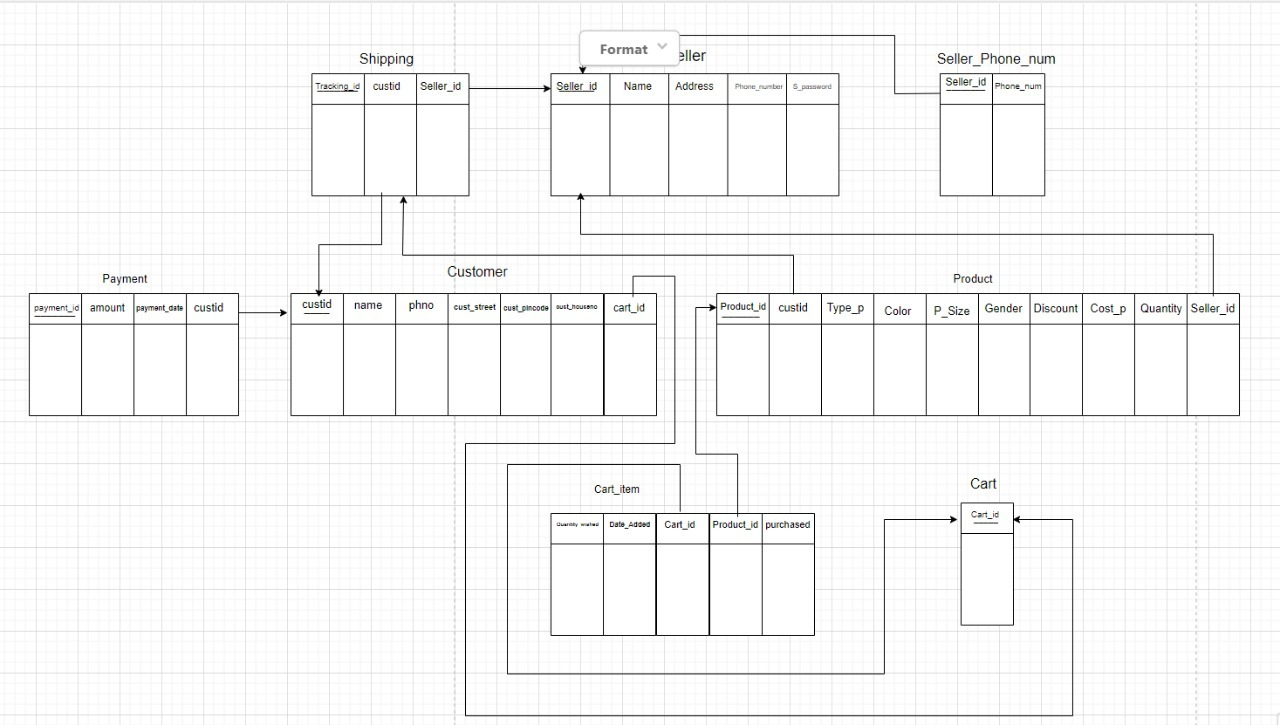 Format
Shipping
eller
Seller_Phone_num
Tracking_id custid Seller_id
Seller_id Name Address Phone_number S_password
Seller_id Phone_num
Payment
Customer
Product
payment_id amount payment_date custid
custid name phno cust_street cust_pincode cust_houseno cart_id
Product_id custid Type_p Color P_Size Gender Discount Cost_p Quantity Seller_id
Cart_item
Cart
Quantity_wished Date_Added Cart_id Product_id purchased
Cart_id